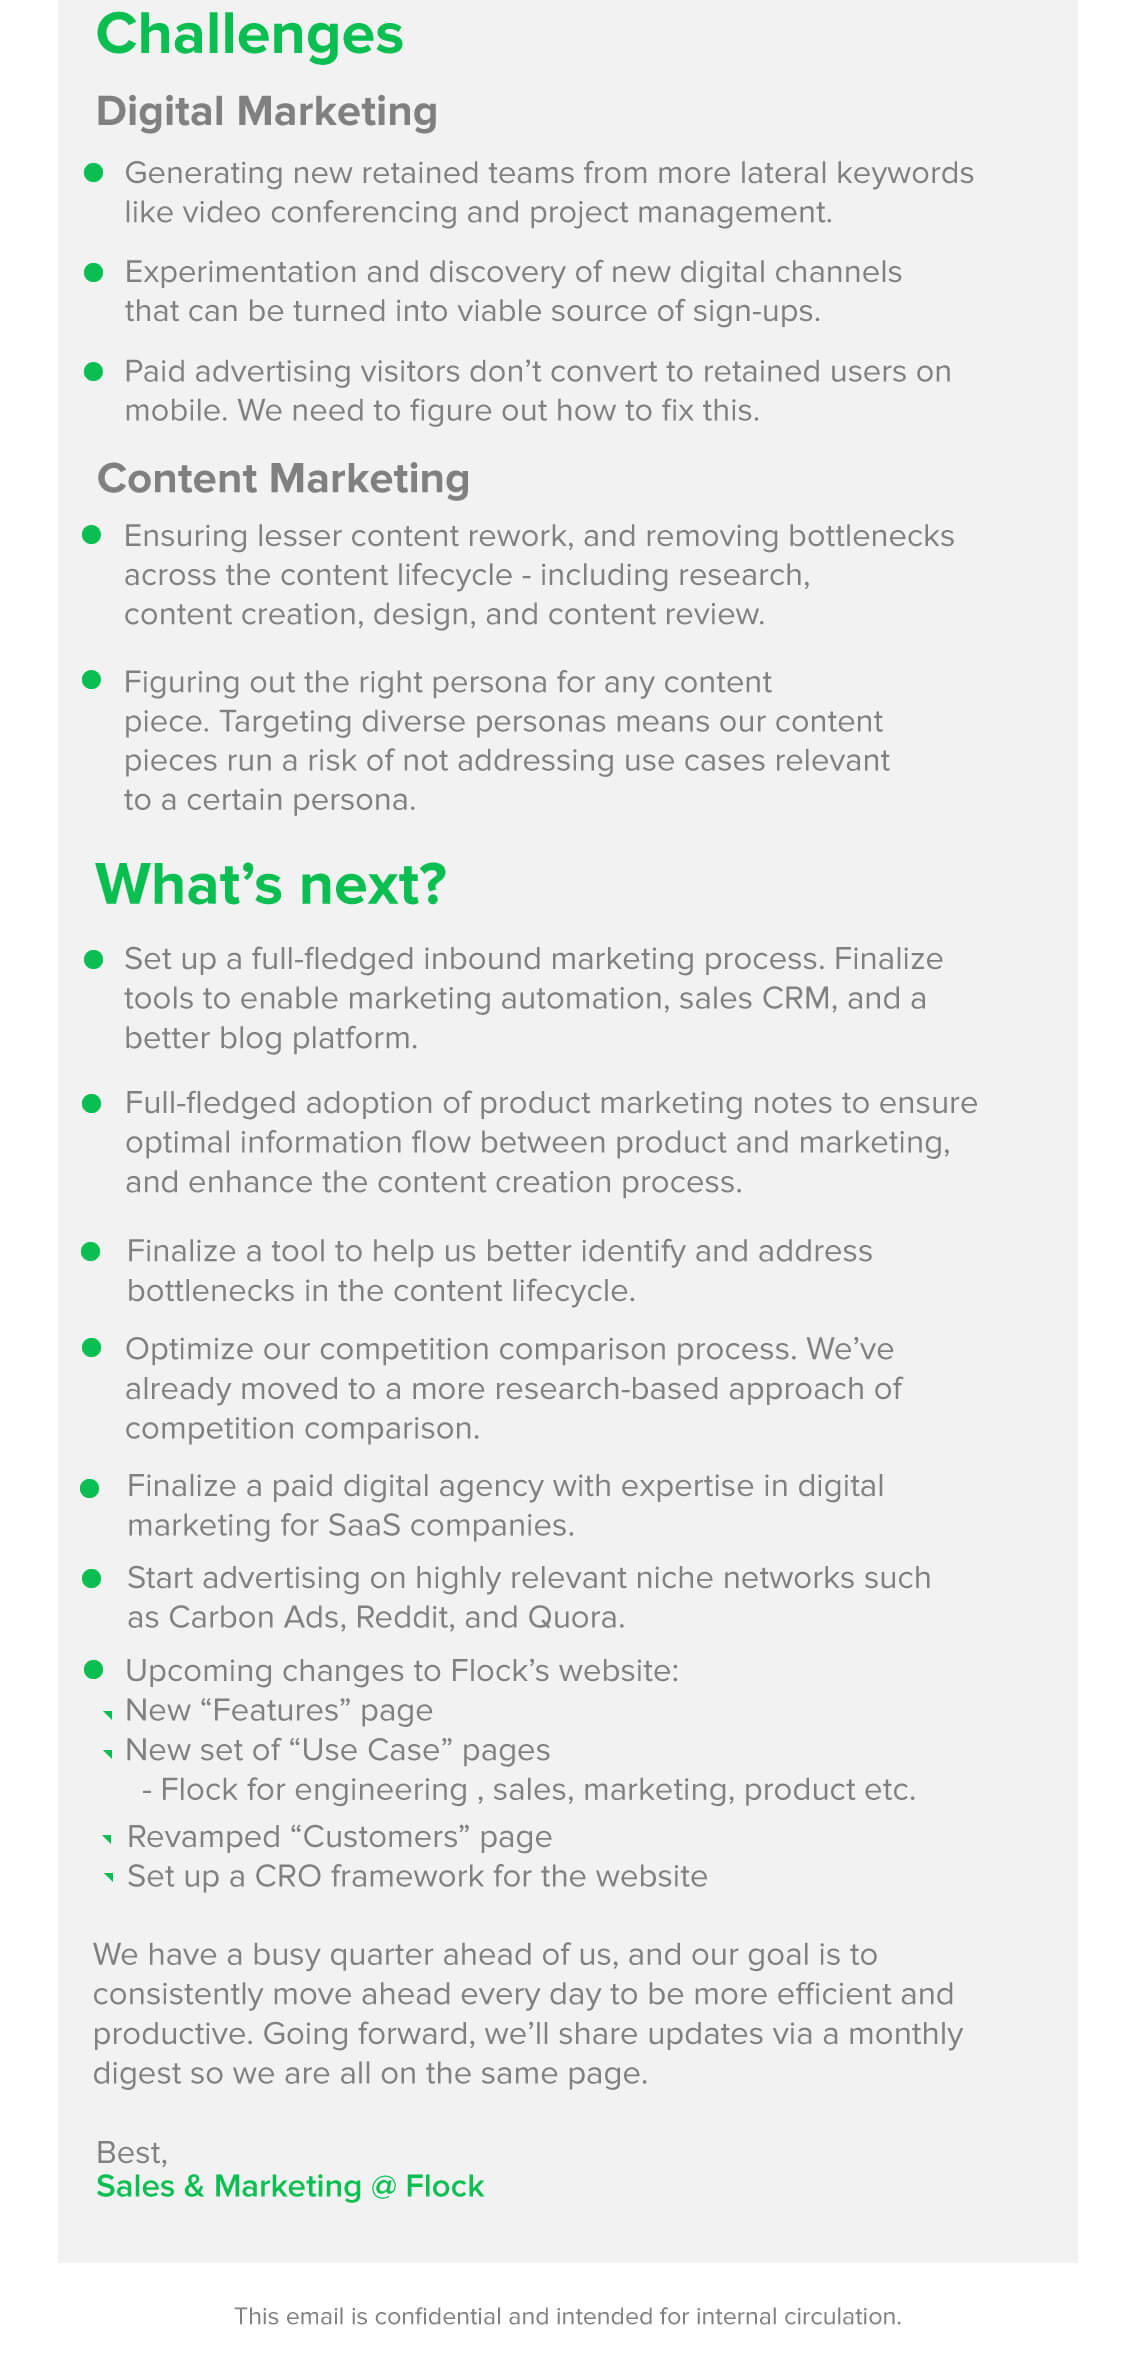 Challenges
Digital Marketing
Generating new retained teams from more lateral keywords
like video conferencing and project management.
Experimentation and discovery of new digital channels
that can be turned into viable source of sign-ups.
Paid advertising visitors don’t convert to retained users on
mobile. We need to figure out how to fix this.
Content Marketing
Ensuring lesser content rework, and removing bottlenecks
across the content lifecycle - including research,
content creation, design, and content review.
Figuring out the right persona for any content
piece. Targeting diverse personas means our content
pieces run a risk of not addressing use cases relevant
to a certain persona.
What’s next?
Set up a full-fledged inbound marketing process. Finalize
tools to enable marketing automation, sales CRM, and a
better blog platform.
Full-fledged adoption of product marketing notes to ensure
optimal information flow between product and marketing,
and enhance the content creation process.
Finalize a tool to help us better identify and address
bottlenecks in the content lifecycle.
Optimize our competition comparison process. We’ve
already moved to a more research-based approach of
competition comparison.
Finalize a paid digital agency with expertise in digital
marketing for SaaS companies.
Start advertising on highly relevant niche networks such
as Carbon Ads, Reddit, and Quora.
Upcoming changes to Flock’s website:
New “Features” page
New set of “Use Case” pages
- Flock for engineering , sales, marketing, product etc.
Revamped “Customers” page
Set up a CRO framework for the website
We have a busy quarter ahead of us, and our goal is to
consistently move ahead every day to be more efficient and
productive. Going forward, we’ll share updates via a monthly
digest so we are all on the same page.
Best,
Sales & Marketing @ Flock
This email is confidential and intended for internal circulation.